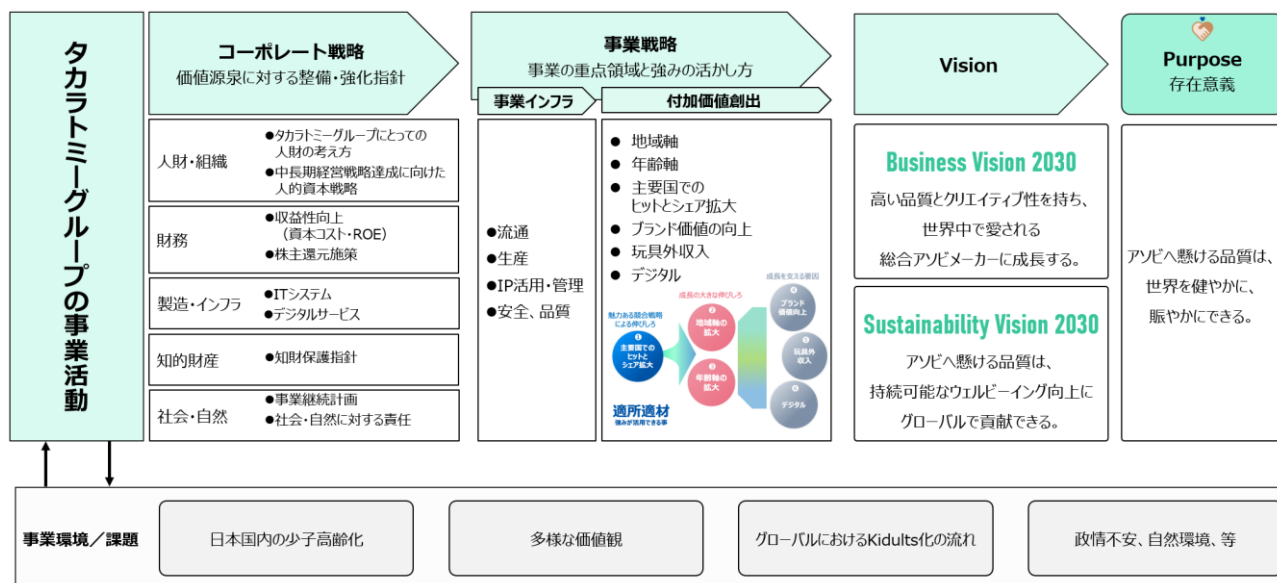 タカラトミーグループの事業活動
コーポレート戦略
価値源泉に対する整備・強化指針
人財・組織
●タカラトミーグループにとっての
人財の考え方
●中長期経営戦略達成に向けた
人的資本戦略
財務
●収益性向上
（資本コスト・ROE）
●株主還元施策
製造・インフラ
●ITシステム
●デジタルサービス
知的財産
●知財保護指針
社会・自然
●事業継続計画
●社会・自然に対する責任
事業戦略
事業の重点領域と強みの活かし方
事業インフラ
●流通
●生産
●IP活用・管理
●安全、品質
付加価値創出
● 地域軸
● 年齢軸
● 主要国での
ヒットとシェア拡大
● ブランド価値の向上
● 玩具外収入
● デジタル
魅力ある競合戦略
による伸びしろ
❶
主要国での
ヒットと
シェア拡大
成長の大きな伸びしろ
❷
地域軸の
拡大
❸
年齢軸の
拡大
成長を支える要因
❹
ブランド
価値向上
❺
玩具外
収入
❻
デジタル
適所適材
強みが活用できる事
Vision
Business Vision 2030
高い品質とクリエイティブ性を持ち、
世界中で愛される
総合アソビメーカーに成長する。
Sustainability Vision 2030
アソビへ懸ける品質は、
持続可能なウェルビーイング向上に
グローバルで貢献できる。
Purpose
存在意義
アソビへ懸ける品質は、
世界を健やかに、
賑やかにできる。
事業環境／課題
日本国内の少子高齢化
多様な価値観
グローバルにおけるKidults化の流れ
政情不安、自然環境、等